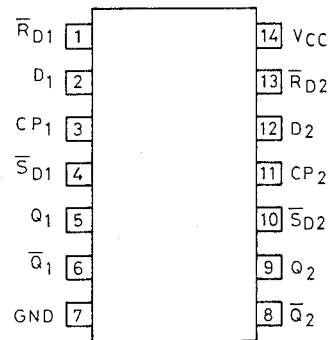 R̅D1 1 14 VCC
D1 2 13 R̅D2
CP1 3 12 D2
S̅D1 4 11 CP2
Q1 5 10 S̅D2
Q̅1 6 9 Q2
GND 7 8 Q̅2